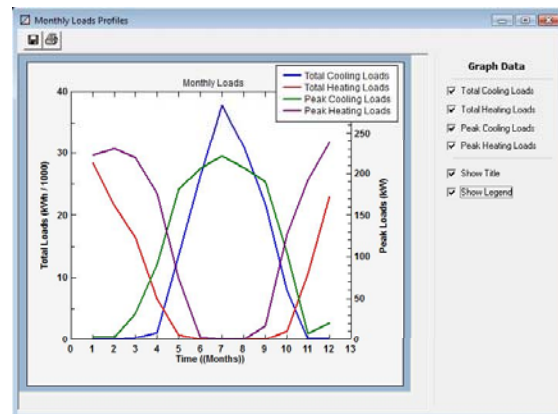 Monthly Loads Profiles
Graph Data
Total Cooling Loads
Total Heating Loads
Peak Cooling Loads
Peak Heating Loads
Show Title
Show Legend
Monthly Loads
Total Cooling Loads
Total Heating Loads
Peak Cooling Loads
Peak Heating Loads
Total Loads (KWh / 1000)
40
30
20
10
0
Peak Loads (kW)
250
200
150
100
50
0
0 1 2 3 4 5 6 7 8 9 10 11 12 13
Time ((Months))